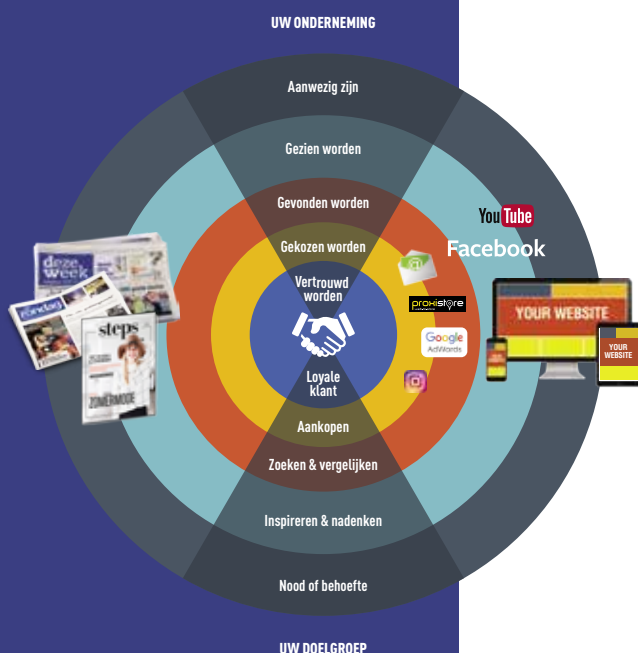 UW ONDERNEMING
Aanwezig zijn
Gezien worden
Gevonden worden
Gekozen worden
Vertrouwd
worden
Loyale
klant
Aankopen
Zoeken & vergelijken
Inspireren & nadenken
Nood of behoefte
UW DOELGROEP
deze
week
zondag
steps
ZOMERMODE
YouTube
Facebook
@
proxistore
Google
AdWords
YOUR WEBSITE
YOUR
WEBSITE